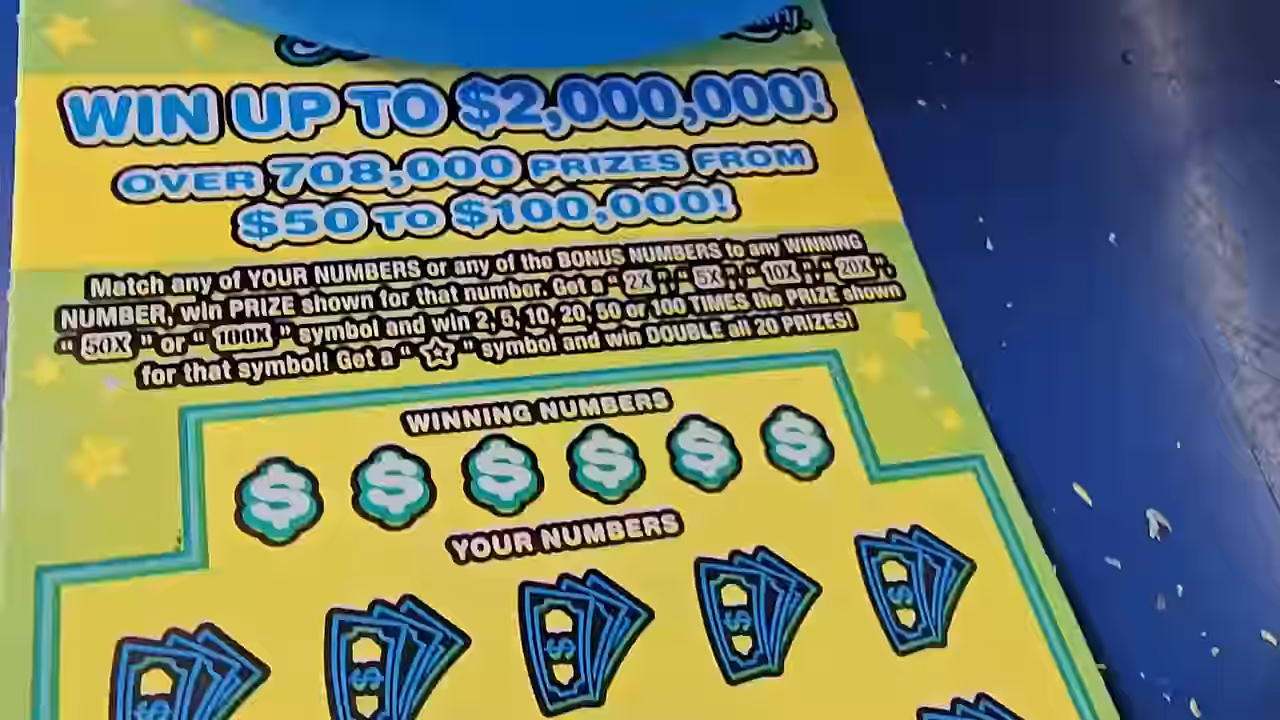 WIN UP TO $2,000,000!
OVER 708,000 PRIZES FROM
$50 TO $100,000!
Match any of YOUR NUMBERS or any of the BONUS NUMBERS to any WINNING
NUMBER, win PRIZE shown for that number. Get a "2X", "5X", "10X", "20X",
"50X" or "100X" symbol and win 2, 5, 10, 20, 50 or 100 TIMES the PRIZE shown
for that symbol! Get a "☆" symbol and win DOUBLE all 20 PRIZES!
WINNING NUMBERS
$ $ $ $ $ $
YOUR NUMBERS
$ $ $ $ $